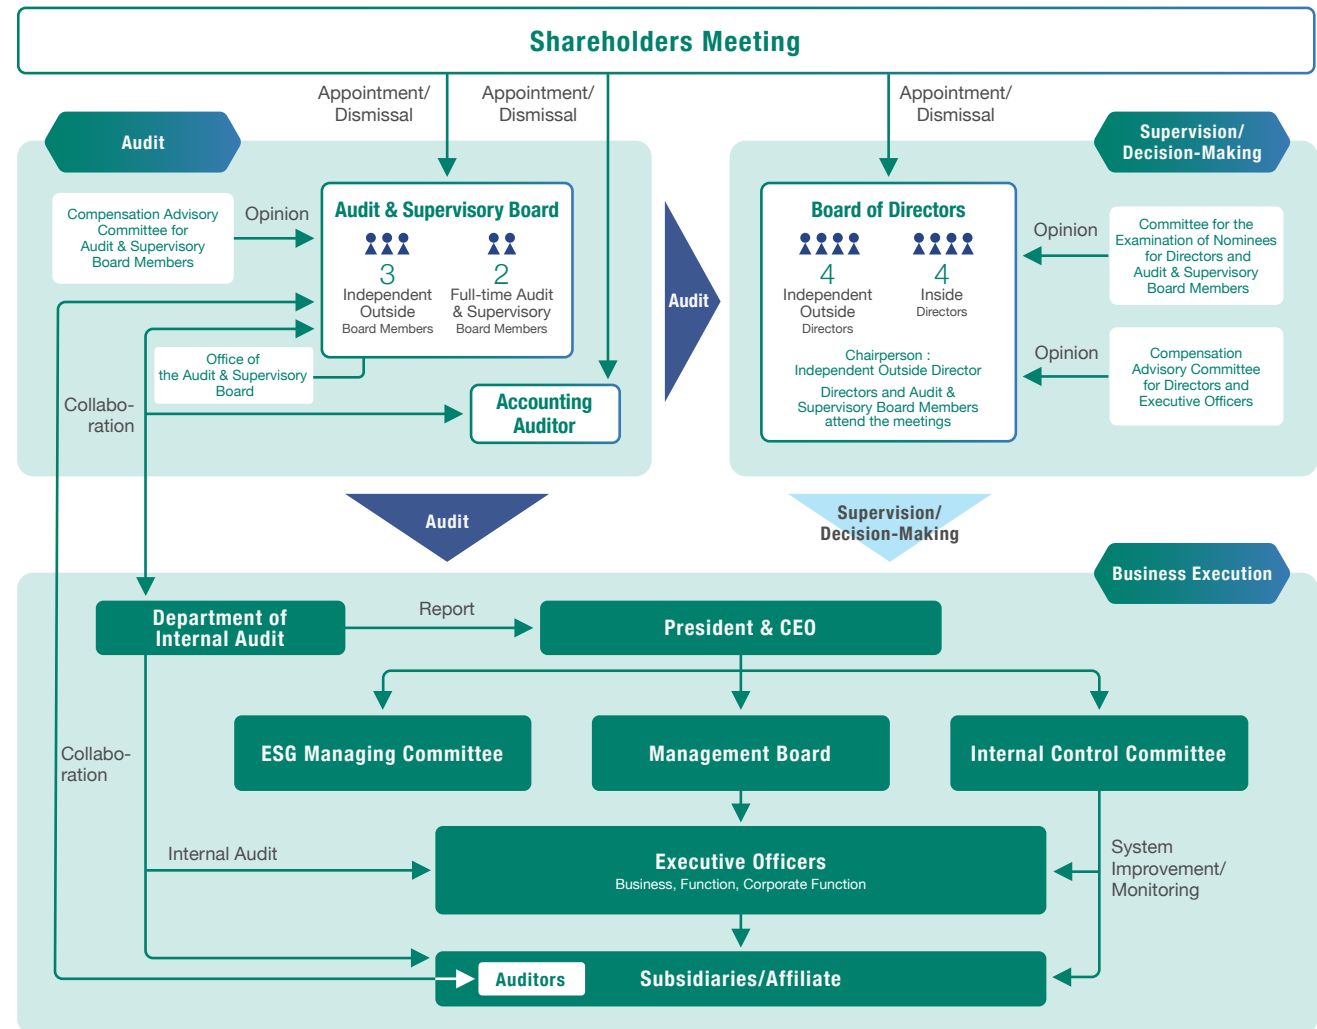 Shareholders Meeting
Appointment/
Dismissal
Appointment/
Dismissal
Appointment/
Dismissal
Audit
Supervision/
Decision-Making
Compensation Advisory
Committee for
Audit & Supervisory
Board Members
Opinion
Audit & Supervisory Board
3
Independent
Outside
Board Members
2
Full-time Audit
& Supervisory
Board Members
Office of
the Audit & Supervisory
Board
Collabo-
ration
Accounting
Auditor
Audit
Board of Directors
4
Independent
Outside
Directors
4
Inside
Directors
Chairperson :
Independent Outside Director
Directors and Audit &
Supervisory Board Members
attend the meetings
Opinion
Committee for the
Examination of Nominees
for Directors and
Audit & Supervisory
Board Members
Opinion
Compensation
Advisory Committee
for Directors and
Executive Officers
Audit
Supervision/
Decision-Making
Business Execution
Department of
Internal Audit
Report
President & CEO
Collabo-
ration
ESG Managing Committee
Management Board
Internal Control Committee
Internal Audit
Executive Officers
Business, Function, Corporate Function
System
Improvement/
Monitoring
Auditors
Subsidiaries/Affiliate